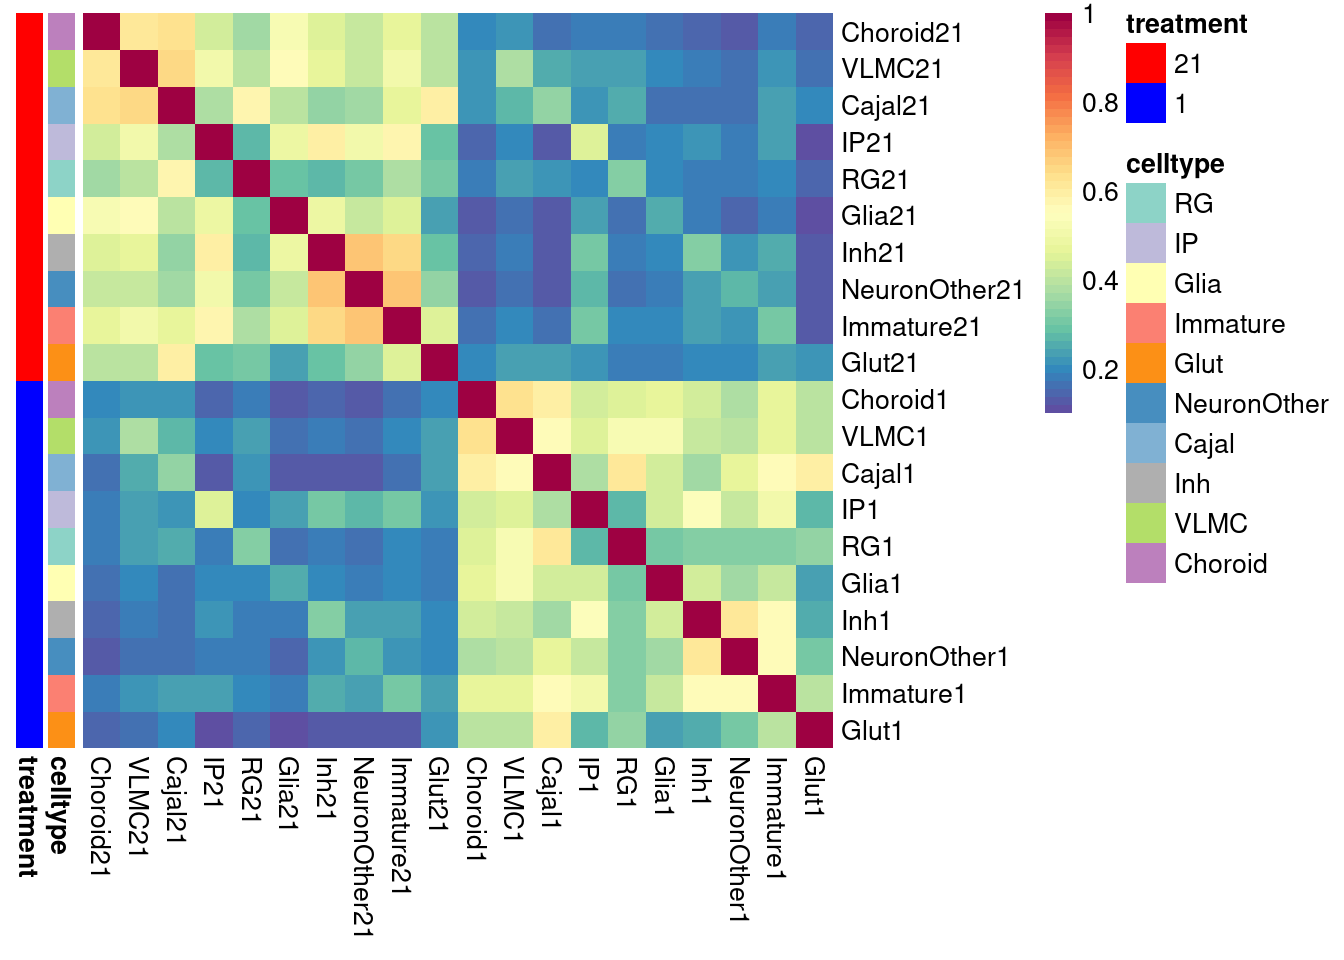 Choroid21
VLMC21
Cajal21
IP21
RG21
Glia21
Inh21
NeuronOther21
Immature21
Glut21
Choroid1
VLMC1
Cajal1
IP1
RG1
Glia1
Inh1
NeuronOther1
Immature1
Glut1
treatment
celltype
Choroid21
VLMC21
Cajal21
IP21
RG21
Glia21
Inh21
NeuronOther21
Immature21
Glut21
Choroid1
VLMC1
Cajal1
IP1
RG1
Glia1
Inh1
NeuronOther1
Immature1
Glut1
1
0.8
0.6
0.4
0.2
treatment
21
1
celltype
RG
IP
Glia
Immature
Glut
NeuronOther
Cajal
Inh
VLMC
Choroid